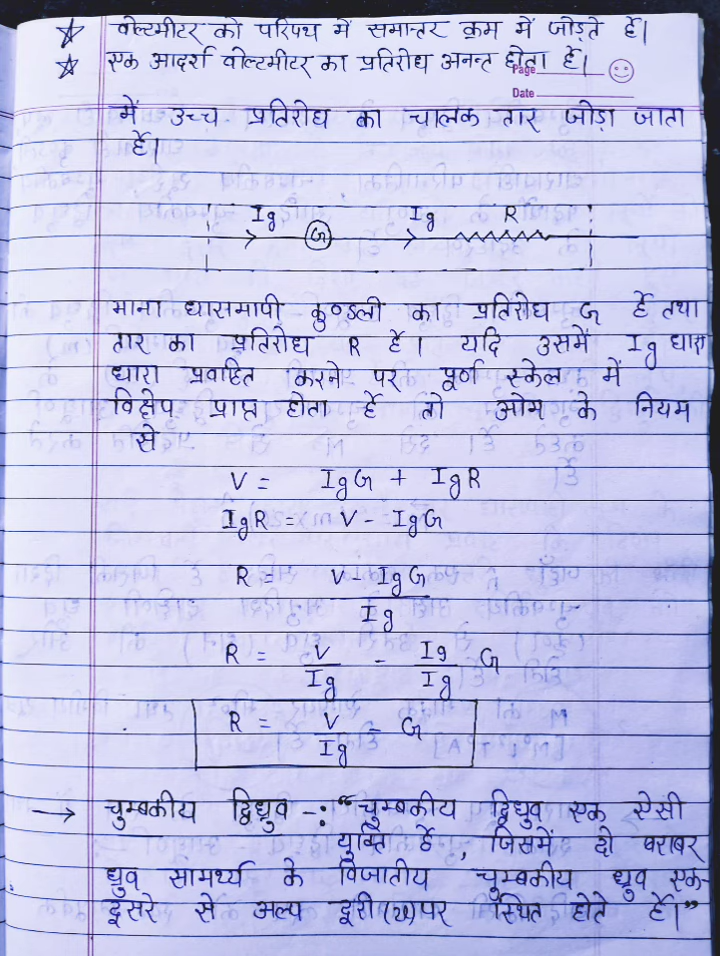 ☆ वोल्टमीटर को परिपथ में समान्तर क्रम में जोड़ते हैं।
☆ एक आदर्श वोल्टमीटर का प्रतिरोध अनन्त होता है।
Page
Date
में उच्च प्रतिरोध का चालक तार जोड़ा जाता
है।
Ig G Ig R
माना धारामापी कुण्डली का प्रतिरोध G है तथा
तार का प्रतिरोध R है। यदि उसमें Ig धारा
धारा प्रवाहित करने पर पूर्ण स्केल में
विक्षेप प्राप्त होता है तो ओम के नियम
से
V = IgG + IgR
IgR = V - IgG
R = V - IgG
Ig
R = V - Ig G
Ig Ig
R = V - G
Ig
→ चुम्बकीय द्विध्रुव -: "चुम्बकीय द्विध्रुव एक ऐसी
युक्ति है, जिसमें दो बराबर
ध्रुव सामर्थ्य के विजातीय चुम्बकीय ध्रुव एक-
दूसरे से अल्प दूरी (2l) पर स्थित होते है।"